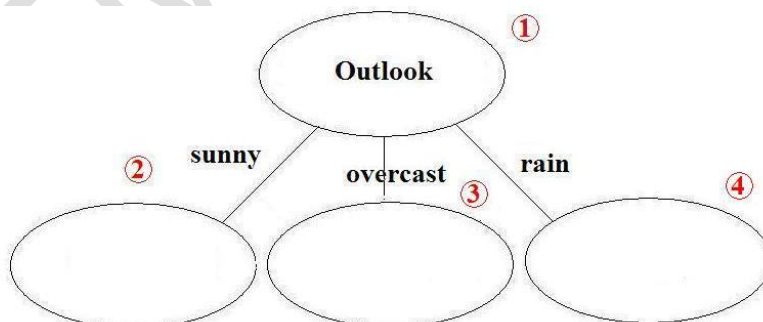 ①
Outlook
sunny
②
overcast
rain
③
④